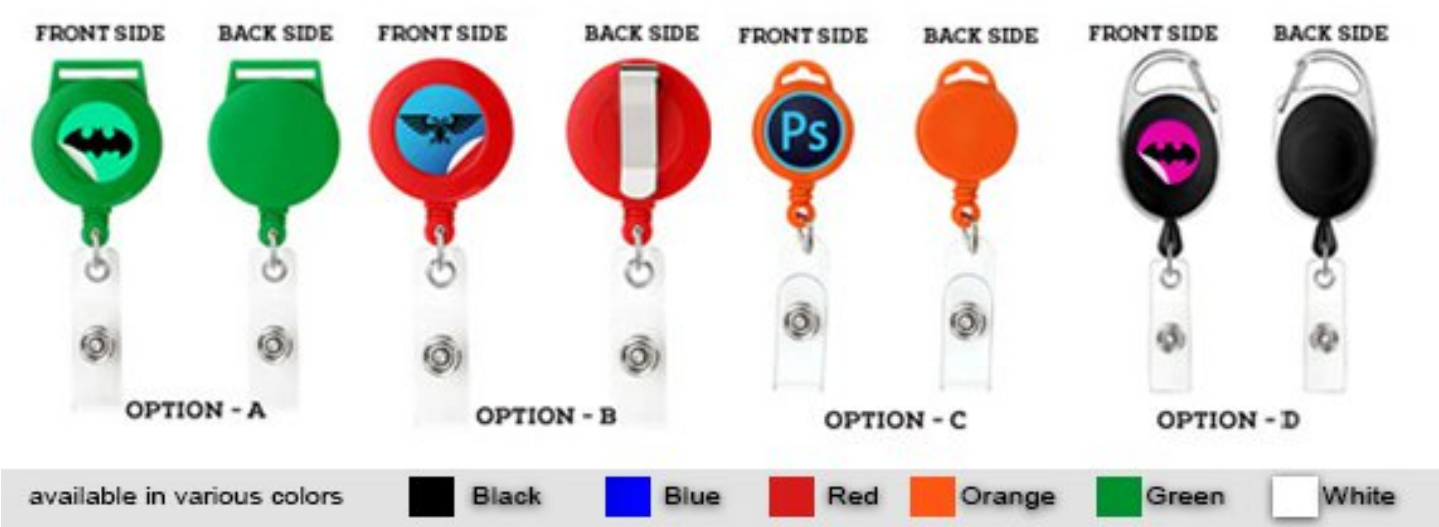 FRONT SIDE BACK SIDE FRONT SIDE BACK SIDE FRONT SIDE BACK SIDE FRONT SIDE BACK SIDE
Ps
OPTION - A OPTION - B OPTION - C OPTION - D
available in various colors Black Blue Red Orange Green White